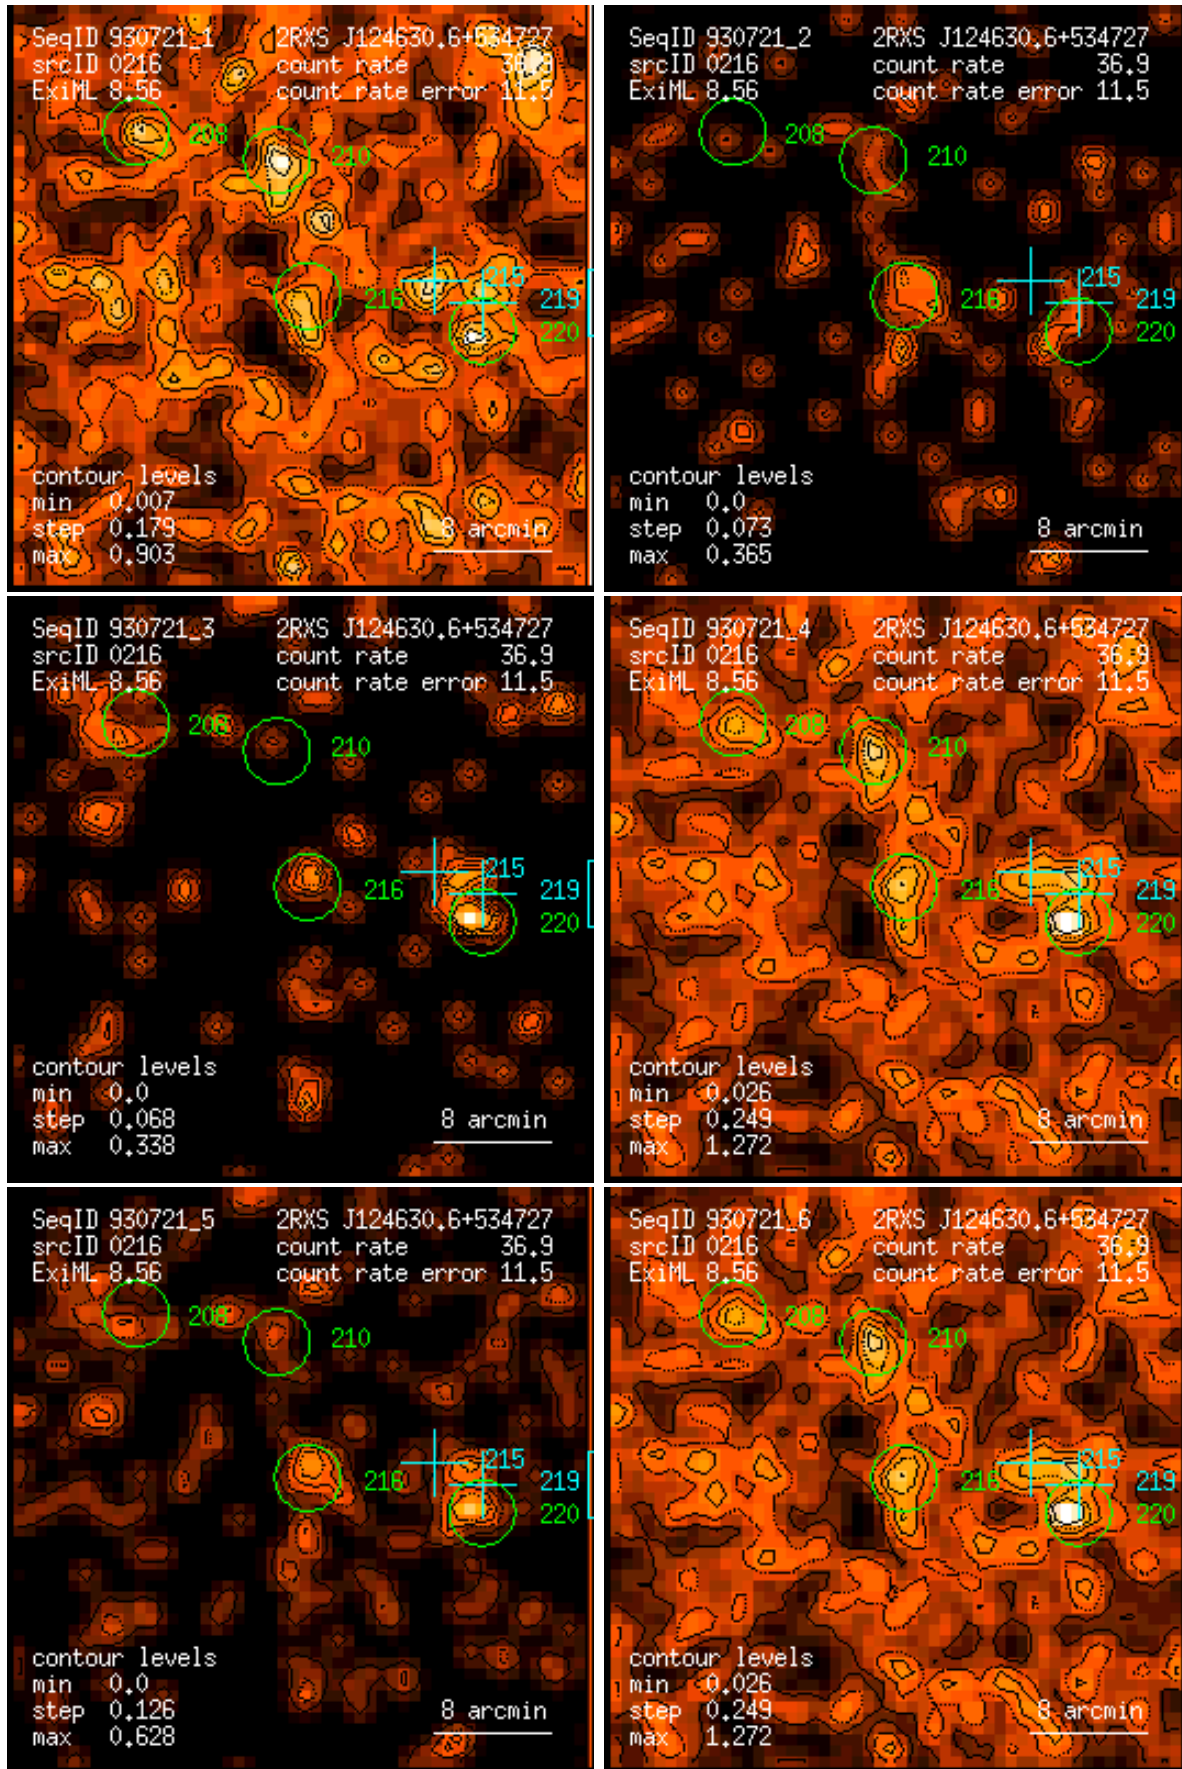 SeqID 930721_1 2RXS J124630.6+534727
srcID 0216 count rate 36.9
ExiML 8.56 count rate error 11.5
208
210
215
216 219
220
contour levels
min 0.007
step 0.179 8 arcmin
max 0.903
SeqID 930721_2 2RXS J124630.6+534727
srcID 0216 count rate 36.9
ExiML 8.56 count rate error 11.5
208
210
215
216 219
220
contour levels
min 0.0
step 0.073 8 arcmin
max 0.365
SeqID 930721_3 2RXS J124630.6+534727
srcID 0216 count rate 36.9
ExiML 8.56 count rate error 11.5
208
210
215
216 219
220
contour levels
min 0.0
step 0.068 8 arcmin
max 0.338
SeqID 930721_4 2RXS J124630.6+534727
srcID 0216 count rate 36.9
ExiML 8.56 count rate error 11.5
208
210
215
216 219
220
contour levels
min 0.026
step 0.249 8 arcmin
max 1.272
SeqID 930721_5 2RXS J124630.6+534727
srcID 0216 count rate 36.9
ExiML 8.56 count rate error 11.5
208
210
215
216 219
220
contour levels
min 0.0
step 0.126 8 arcmin
max 0.628
SeqID 930721_6 2RXS J124630.6+534727
srcID 0216 count rate 36.9
ExiML 8.56 count rate error 11.5
208
210
215
216 219
220
contour levels
min 0.026
step 0.249 8 arcmin
max 1.272